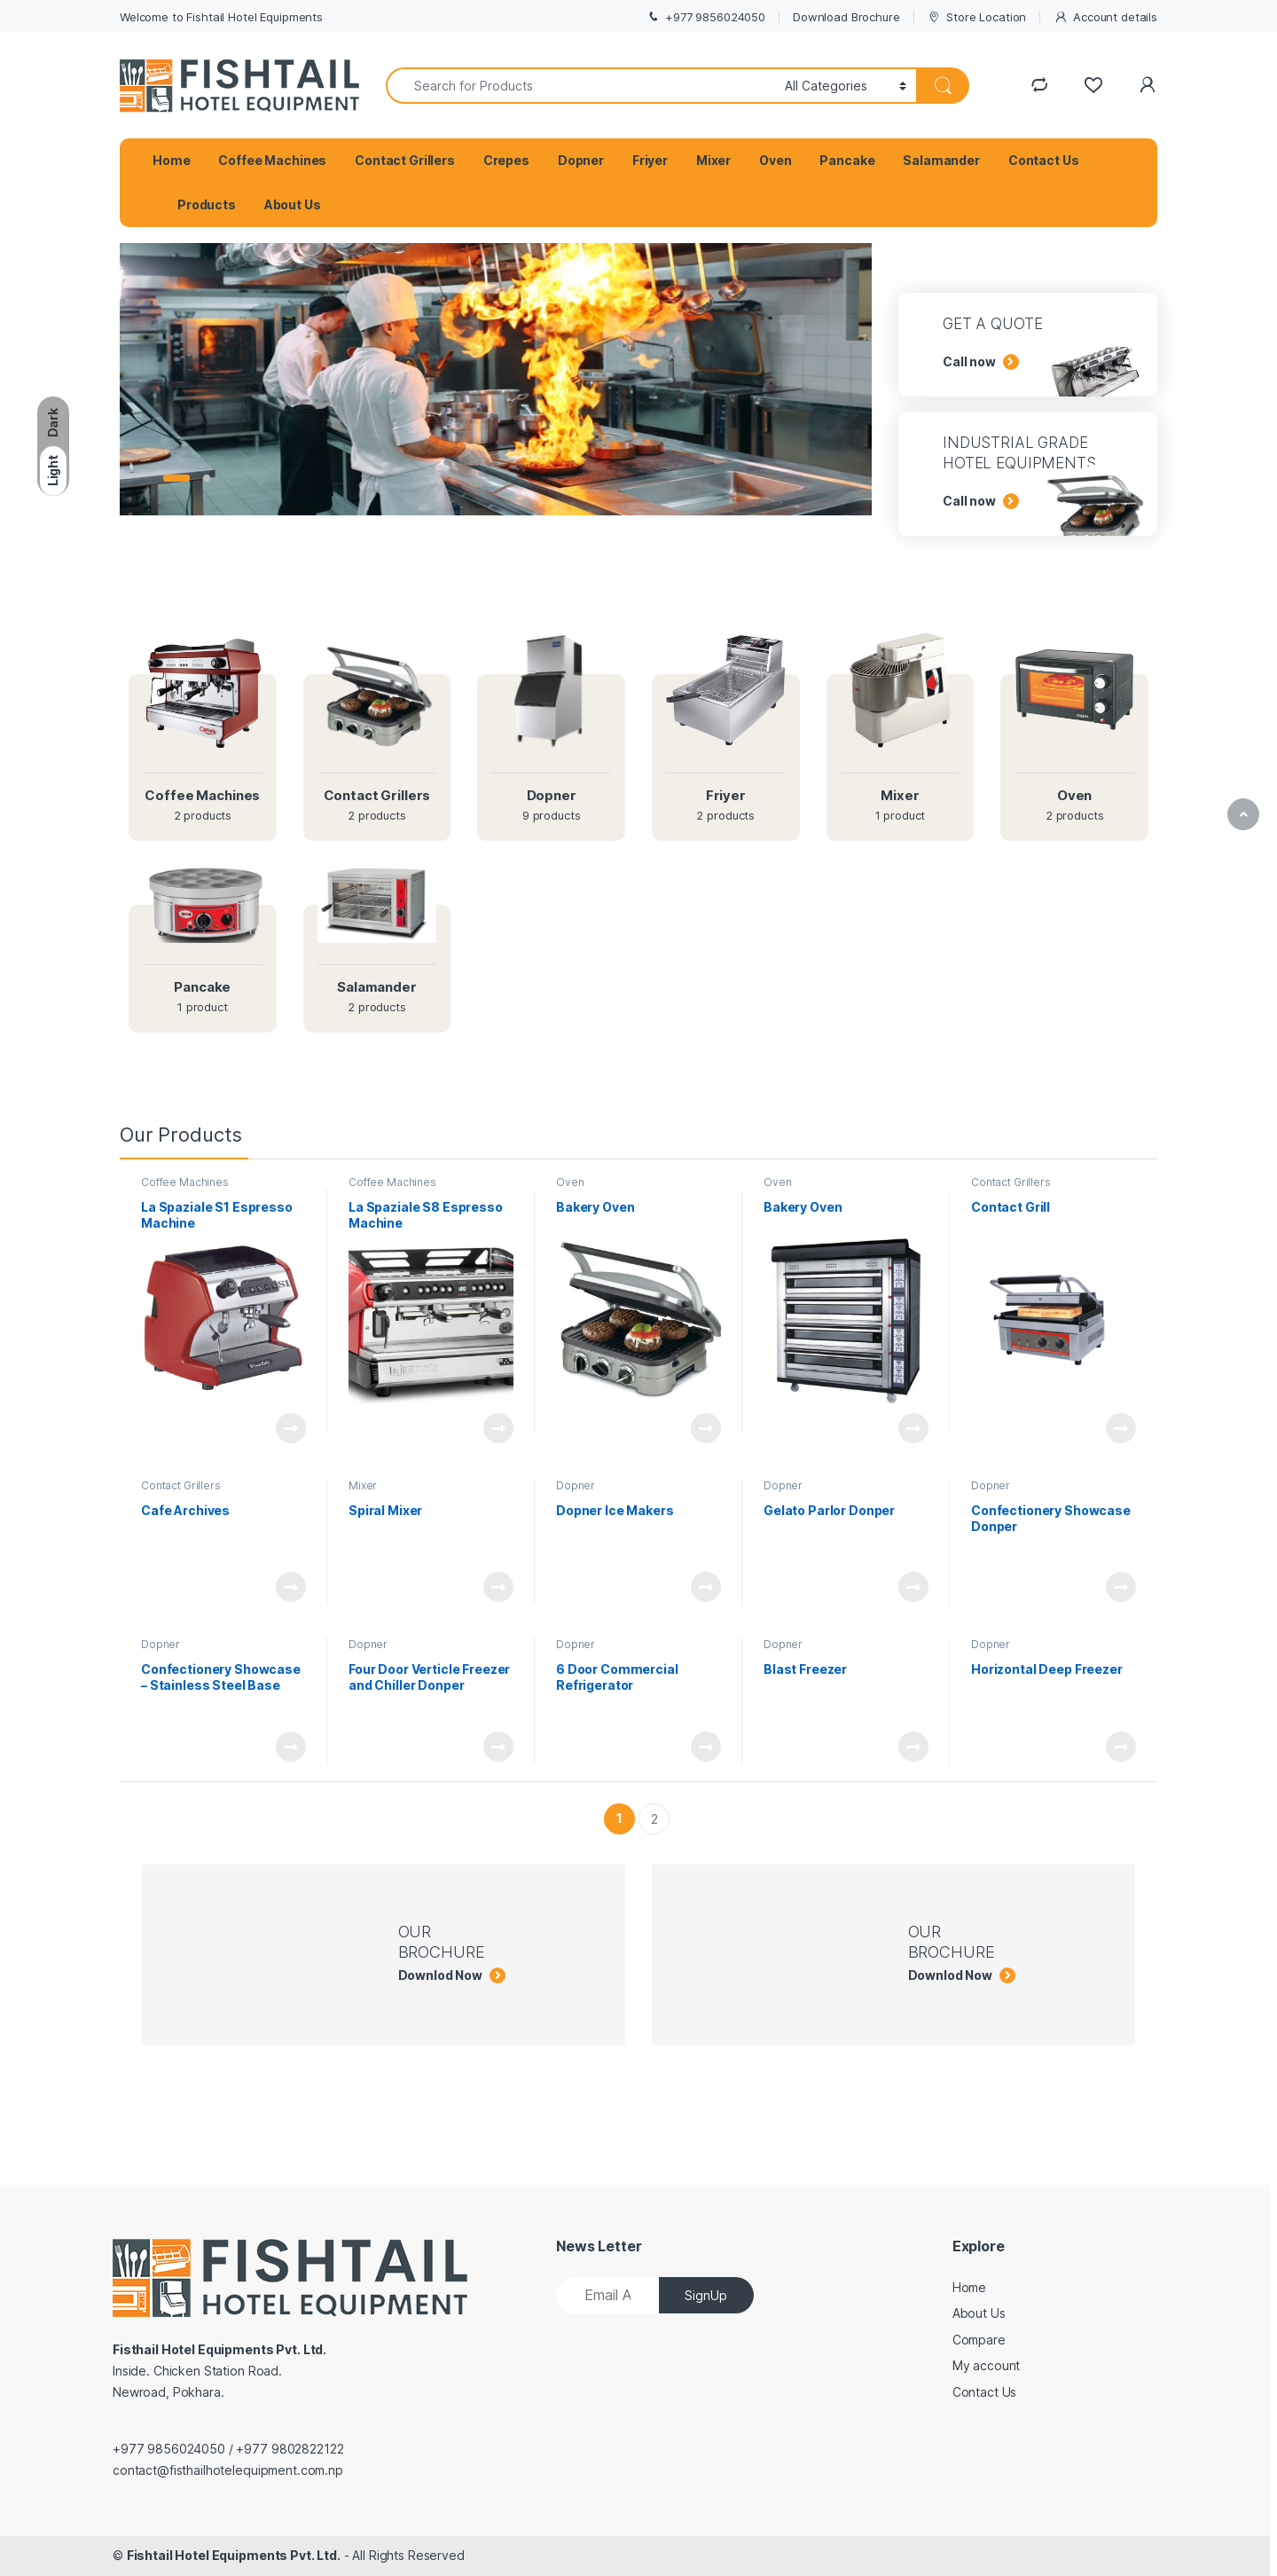 Welcome to Fishtail Hotel Equipments
+977 9856024050
Download Brochure
Store Location
Account details
FISHTAIL
HOTEL EQUIPMENT
Search for Products
All Categories
Home
Coffee Machines
Contact Grillers
Crepes
Dopner
Friyer
Mixer
Oven
Pancake
Salamander
Contact Us
Products
About Us
GET A QUOTE
Call now
INDUSTRIAL GRADE
HOTEL EQUIPMENTS
Call now
Dark
Light
Coffee Machines
2 products
Contact Grillers
2 products
Dopner
9 products
Friyer
2 products
Mixer
1 product
Oven
2 products
Pancake
1 product
Salamander
2 products
Our Products
Coffee Machines
La Spaziale S1 Espresso
Machine
S1
Coffee Machines
La Spaziale S8 Espresso
Machine
Oven
Bakery Oven
Oven
Bakery Oven
Contact Grillers
Contact Grill
Contact Grillers
Cafe Archives
Mixer
Spiral Mixer
Dopner
Dopner Ice Makers
Dopner
Gelato Parlor Donper
Dopner
Confectionery Showcase
Donper
Dopner
Confectionery Showcase
– Stainless Steel Base
Dopner
Four Door Verticle Freezer
and Chiller Donper
Dopner
6 Door Commercial
Refrigerator
Dopner
Blast Freezer
Dopner
Horizontal Deep Freezer
1
2
OUR
BROCHURE
Downlod Now
OUR
BROCHURE
Downlod Now
FISHTAIL
HOTEL EQUIPMENT
Fisthail Hotel Equipments Pvt. Ltd.
Inside. Chicken Station Road.
Newroad, Pokhara.
+977 9856024050 / +977 9802822122
contact@fisthailhotelequipment.com.np
News Letter
Email A
SignUp
Explore
Home
About Us
Compare
My account
Contact Us
© Fishtail Hotel Equipments Pvt. Ltd. - All Rights Reserved